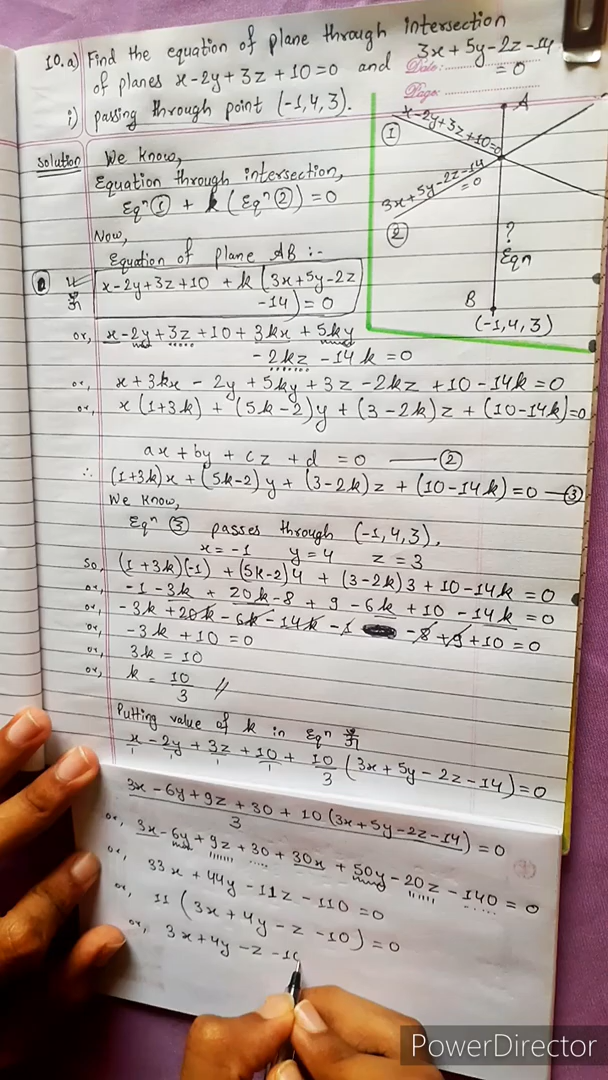 10.a) Find the equation of plane through intersection
of planes x-2y+3z+10=0 and 3x+5y-2z-14
=0
Date:
Page:
i) passing through point (-1,4,3).
A
x-2y+3z+10=0
①
3x+5y-2z-14
=0
②
?
Eqn
B
(-1,4,3)
Solution We know,
Equation through intersection,
Eqⁿ① + k (Eqⁿ②) = 0
Now,
Equation of plane AB :-
x-2y+3z+10 + k (3x+5y-2z
-14) = 0
or, x-2y+3z+10+3kx+5ky
-2kz -14k = 0
or, x+3kx - 2y + 5ky + 3z - 2kz +10-14k=0
or, x(1+3k) + (5k-2)y + (3-2k)z + (10-14k)=0
ax + by + cz + d = 0 —②
∴ (1+3k)x + (5k-2)y + (3-2k)z + (10-14k)=0 —③
We know,
Eqⁿ ③ passes through (-1,4,3),
x=-1 y=4 z=3
So, (1+3k)(-1) + (5k-2)4 + (3-2k)3 + 10-14k = 0
or, -1-3k + 20k-8 + 9-6k + 10 -14k = 0
or, -3k+20k-6k-14k-1 -8+9+10=0
or, -3k +10 = 0
or, 3k = 10
or, k = 10/3 //
Putting value of k in Eqⁿ ऊँ
x/1 - 2y/1 + 3z/1 + 10/1 + 10/3 (3x+5y-2z-14)=0
3x-6y+9z+30+10(3x+5y-2z-14)/3 = 0
or, 3x-6y+9z+30+30x+50y-20z-140 = 0
or, 33x+44y-11z-110=0
or, 11 (3x+4y-z-10)=0
or, 3x+4y-z-10
PowerDirector